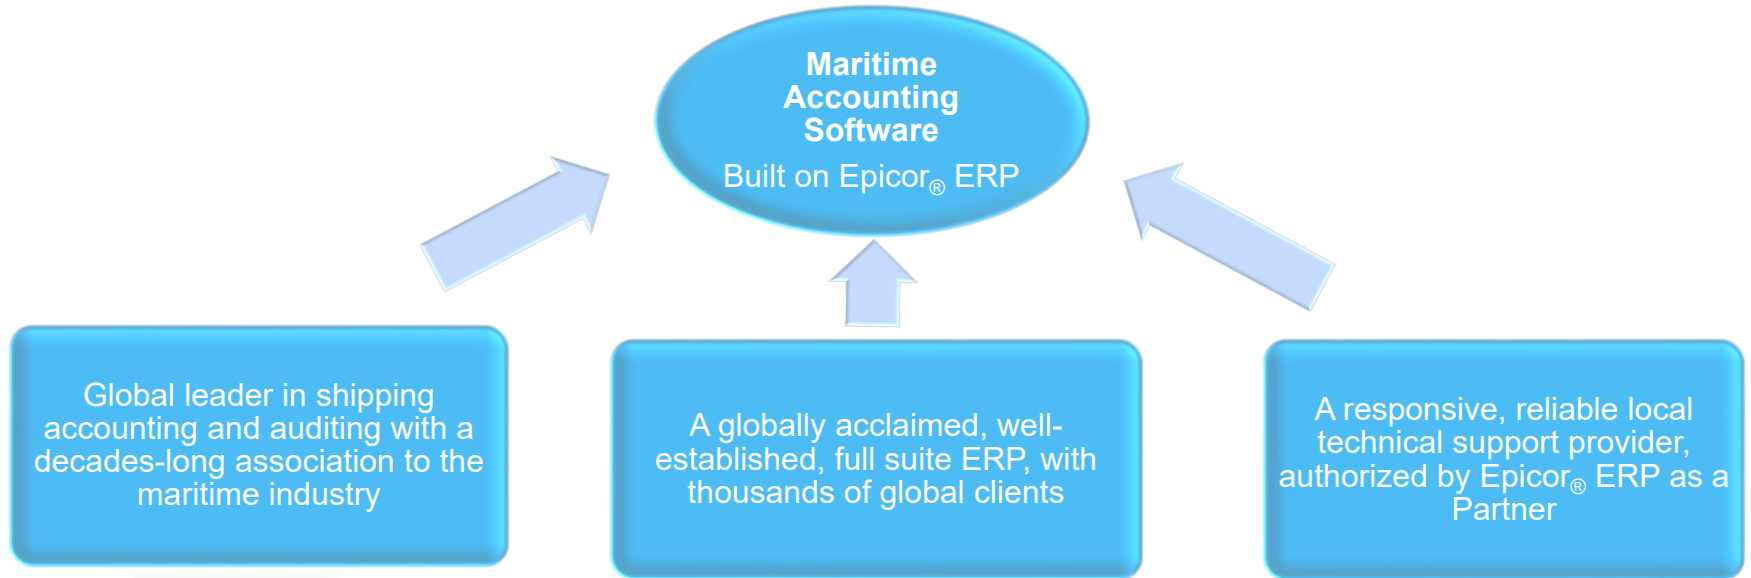 Maritime
Accounting
Software
Built on Epicor® ERP
Global leader in shipping
accounting and auditing with a
decades-long association to the
maritime industry
A globally acclaimed, well-
established, full suite ERP, with
thousands of global clients
A responsive, reliable local
technical support provider,
authorized by Epicor® ERP as a
Partner